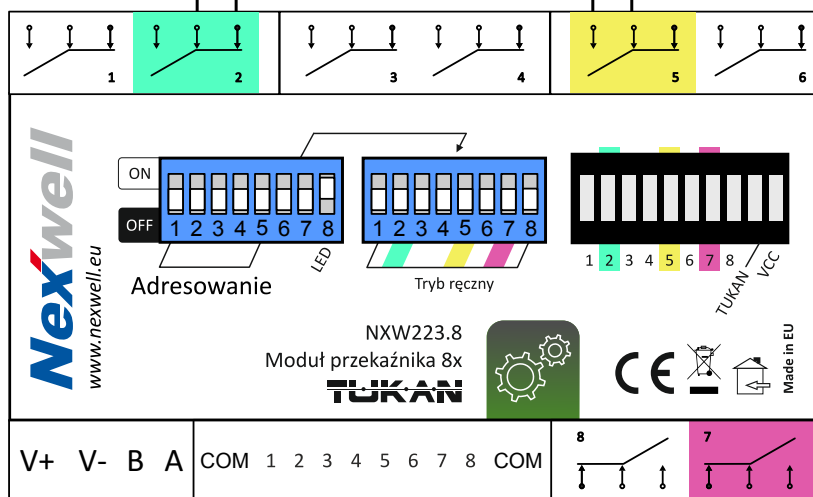 1 2 3 4 5 6
Nexwell
www.nexwell.eu
ON
OFF
1 2 3 4 5 6 7 8
LED
Adresowanie
1 2 3 4 5 6 7 8
Tryb ręczny
1 2 3 4 5 6 7 8 TUKAN VCC
NXW223.8
Moduł przekaźnika 8x
TUKAN
CE
Made in EU
V+ V- B A COM 1 2 3 4 5 6 7 8 COM
8 7